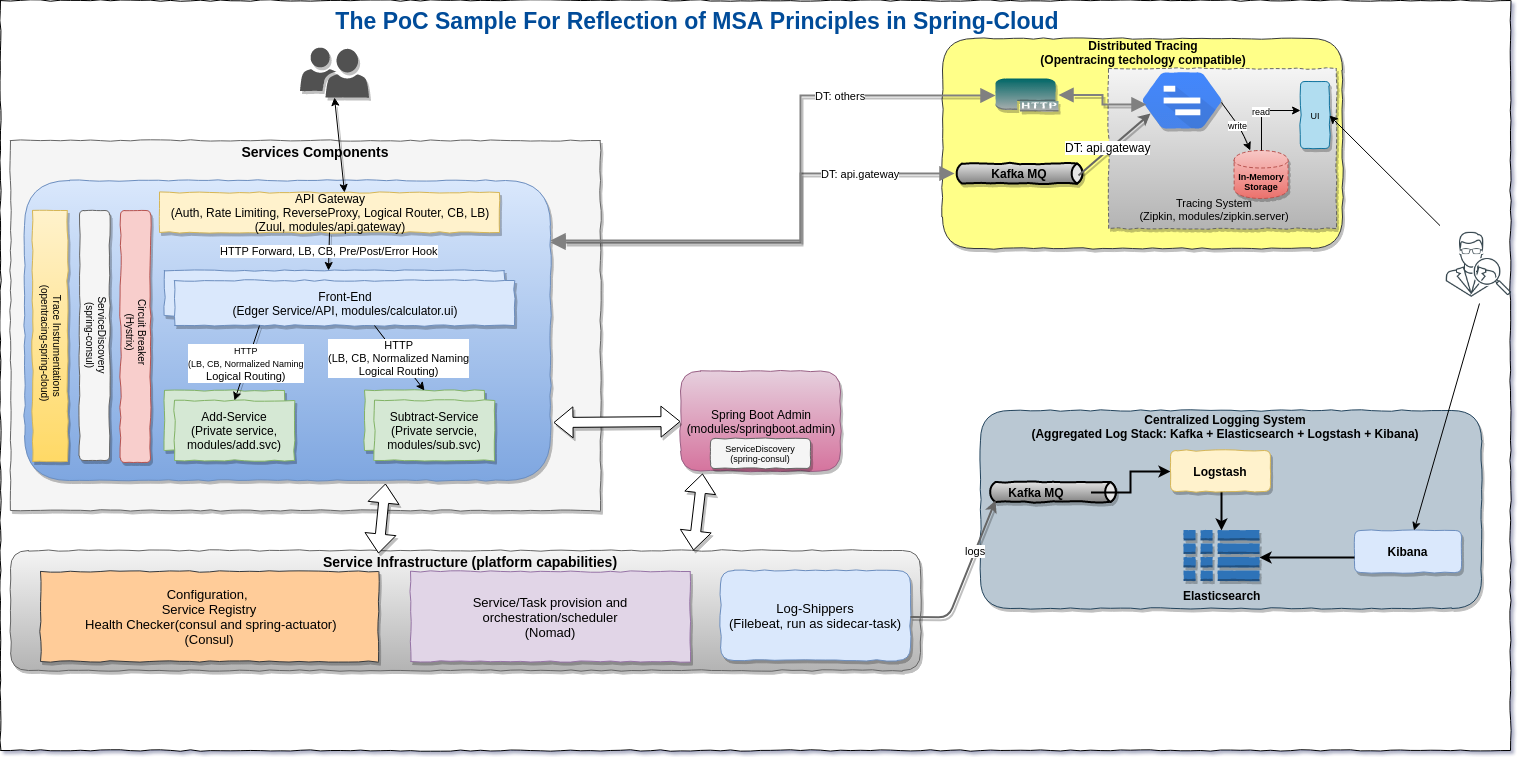 The PoC Sample For Reflection of MSA Principles in Spring-Cloud
Services Components
API Gateway
(Auth, Rate Limiting, ReverseProxy, Logical Router, CB, LB)
(Zuul, modules/api.gateway)
HTTP Forward, LB, CB, Pre/Post/Error Hook
Front-End
(Edger Service/API, modules/calculator.ui)
HTTP
(LB, CB, Normalized Naming
Logical Routing)
HTTP
(LB, CB, Normalized Naming
Logical Routing)
Add-Service
(Private service,
modules/add.svc)
Subtract-Service
(Private servcie,
modules/sub.svc)
Trace Instrumentations
(opentracing-spring-cloud)
ServiceDiscovery
(spring-consul)
Circuit Breaker
(Hystrix)
DT: others
DT: api.gateway
Distributed Tracing
(Opentracing techology compatible)
HTTP
DT: api.gateway
Kafka MQ
write
read
UI
In-Memory
Storage
Tracing System
(Zipkin, modules/zipkin.server)
Spring Boot Admin
(modules/springboot.admin)
ServiceDiscovery
(spring-consul)
Centralized Logging System
(Aggregated Log Stack: Kafka + Elasticsearch + Logstash + Kibana)
Kafka MQ
Logstash
Kibana
Elasticsearch
logs
Service Infrastructure (platform capabilities)
Configuration,
Service Registry
Health Checker(consul and spring-actuator)
(Consul)
Service/Task provision and
orchestration/scheduler
(Nomad)
Log-Shippers
(Filebeat, run as sidecar-task)